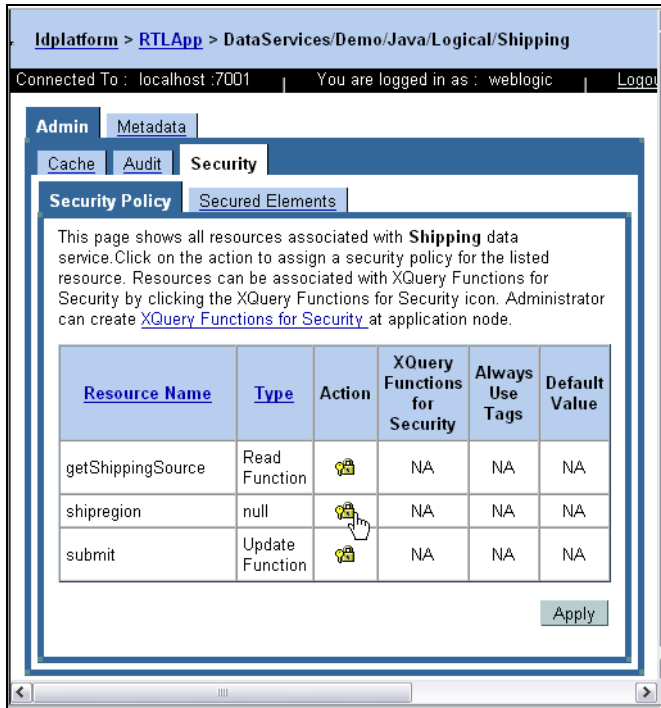 ldplatform > RTLApp > DataServices/Demo/Java/Logical/Shipping
Connected To : localhost :7001 | You are logged in as : weblogic | Logou
Admin Metadata
Cache Audit Security
Security Policy Secured Elements
This page shows all resources associated with Shipping data
service.Click on the action to assign a security policy for the listed
resource. Resources can be associated with XQuery Functions for
Security by clicking the XQuery Functions for Security icon. Administrator
can create XQuery Functions for Security at application node.
Resource Name Type Action XQuery Functions for Security Always Use Tags Default Value
getShippingSource Read Function NA NA NA
shipregion null NA NA NA
submit Update Function NA NA NA
Apply